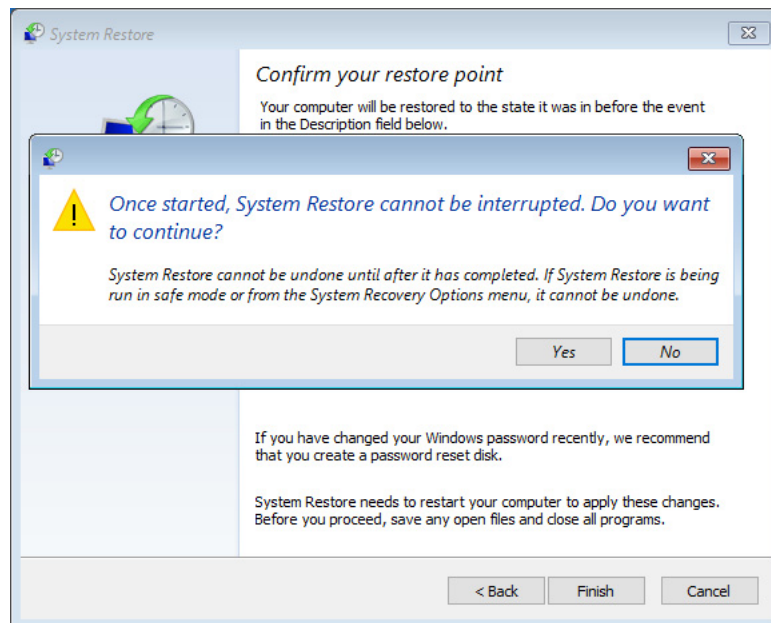 System Restore
Confirm your restore point
Your computer will be restored to the state it was in before the event
in the Description field below.
Once started, System Restore cannot be interrupted. Do you want
to continue?
System Restore cannot be undone until after it has completed. If System Restore is being
run in safe mode or from the System Recovery Options menu, it cannot be undone.
Yes No
If you have changed your Windows password recently, we recommend
that you create a password reset disk.
System Restore needs to restart your computer to apply these changes.
Before you proceed, save any open files and close all programs.
< Back Finish Cancel